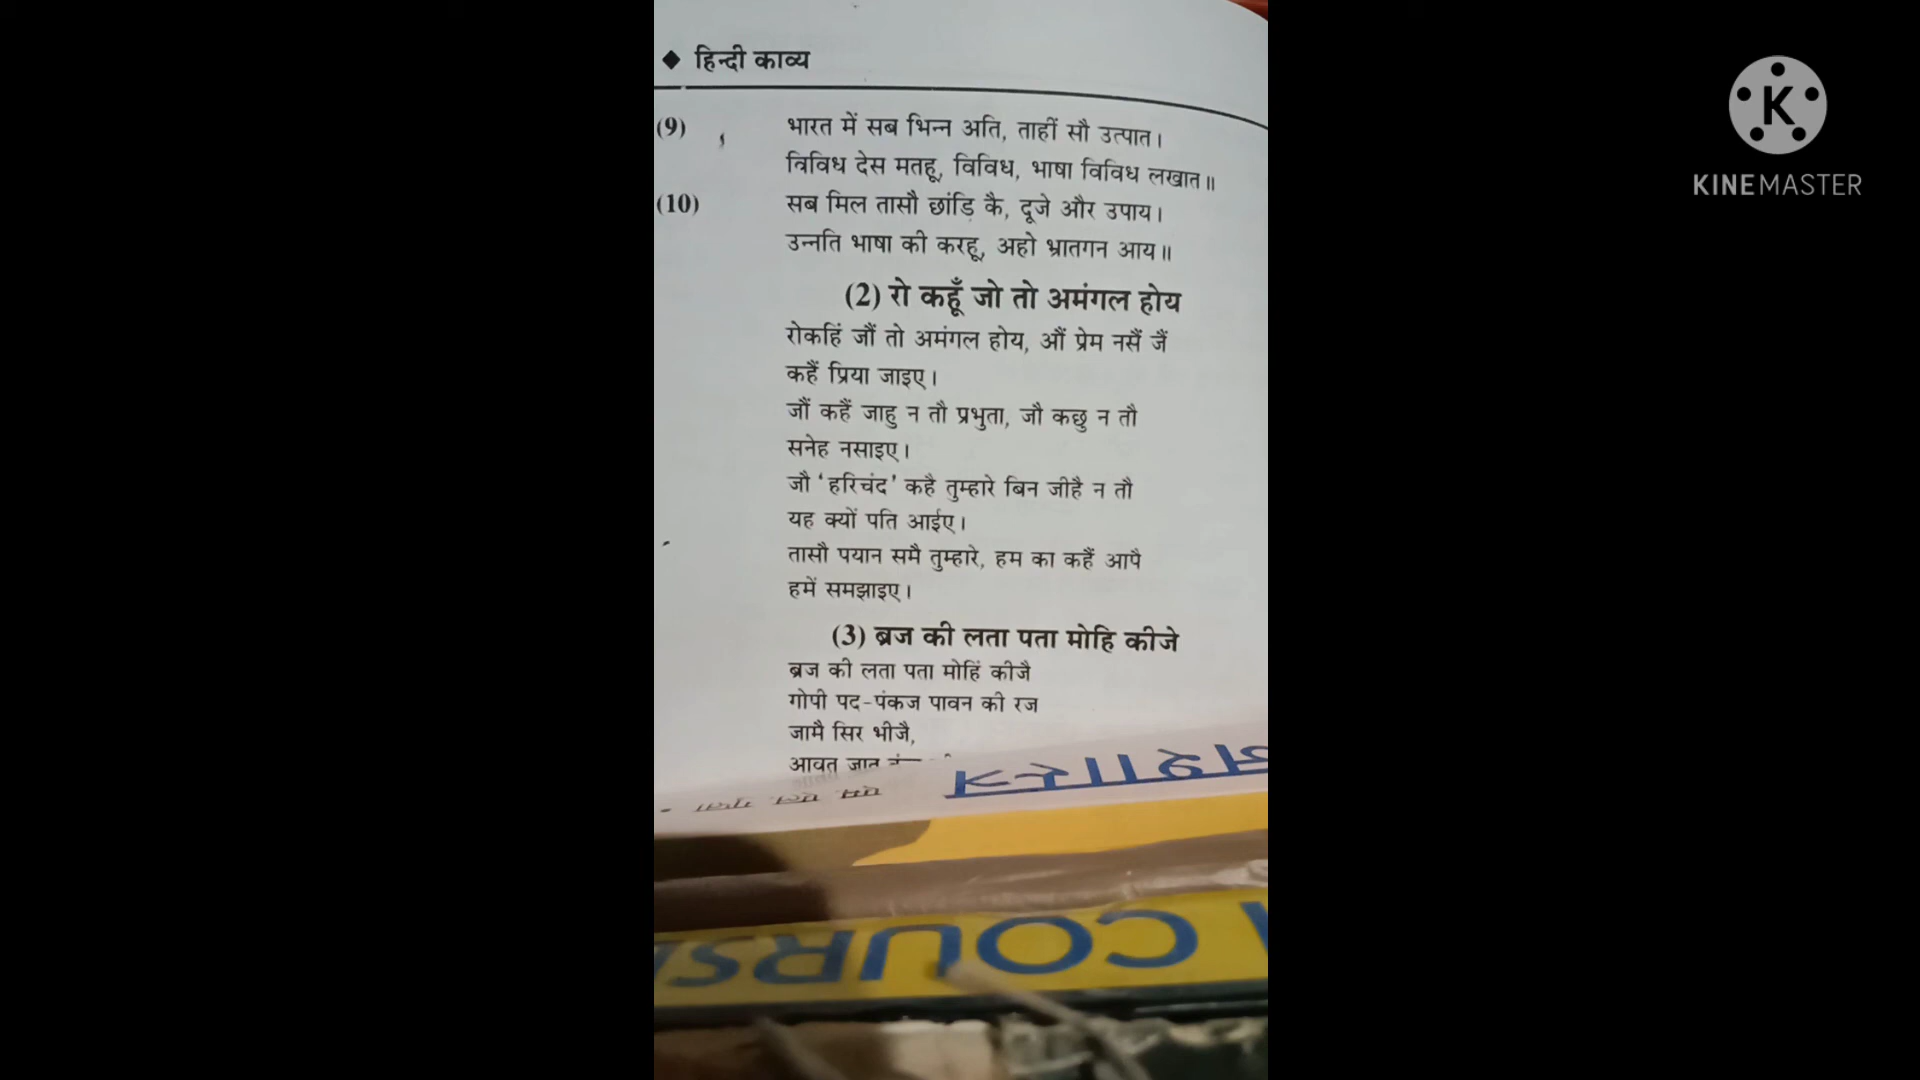 ◆ हिन्दी काव्य
(9) भारत में सब भिन्न अति, ताहीं सौ उत्पात।
विविध देस मतहू, विविध, भाषा विविध लखात॥
(10) सब मिल तासौ छांड़ि कै, दूजे और उपाय।
उन्नति भाषा की करहू, अहो भ्रातगन आय॥
(2) रो कहूँ जो तो अमंगल होय
रोकहिं जौं तो अमंगल होय, औं प्रेम नसैं जैं
कहैं प्रिया जाइए।
जौं कहैं जाहु न तौ प्रभुता, जौ कछु न तौ
सनेह नसाइए।
जौ 'हरिचंद' कहै तुम्हारे बिन जीहै न तौ
यह क्यों पति आईए।
तासौ पयान समै तुम्हारे, हम का कहैं आपै
हमें समझाइए।
(3) ब्रज की लता पता मोहि कीजे
ब्रज की लता पता मोहिं कीजै
गोपी पद-पंकज पावन की रज
जामै सिर भीजै,
आवत जात
COURS
KINEMASTER